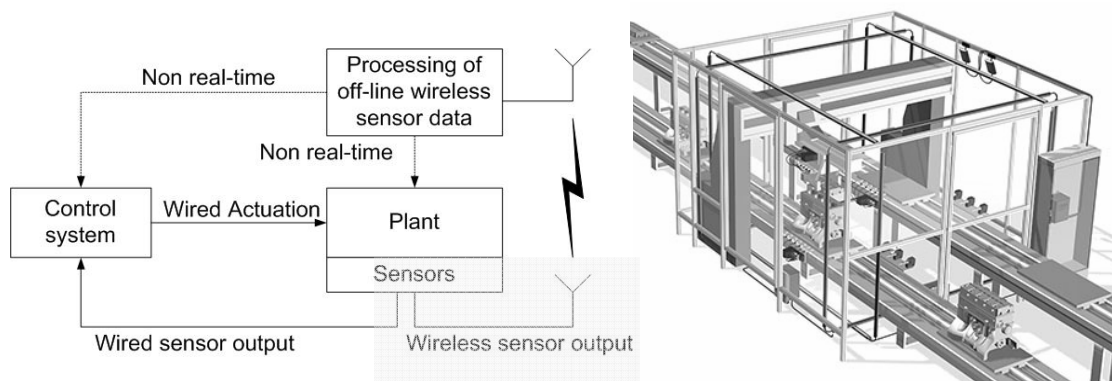 Non real-time
Processing of
off-line wireless
sensor data
Non real-time
Control
system
Wired Actuation
Plant
Sensors
Wired sensor output
Wireless sensor output